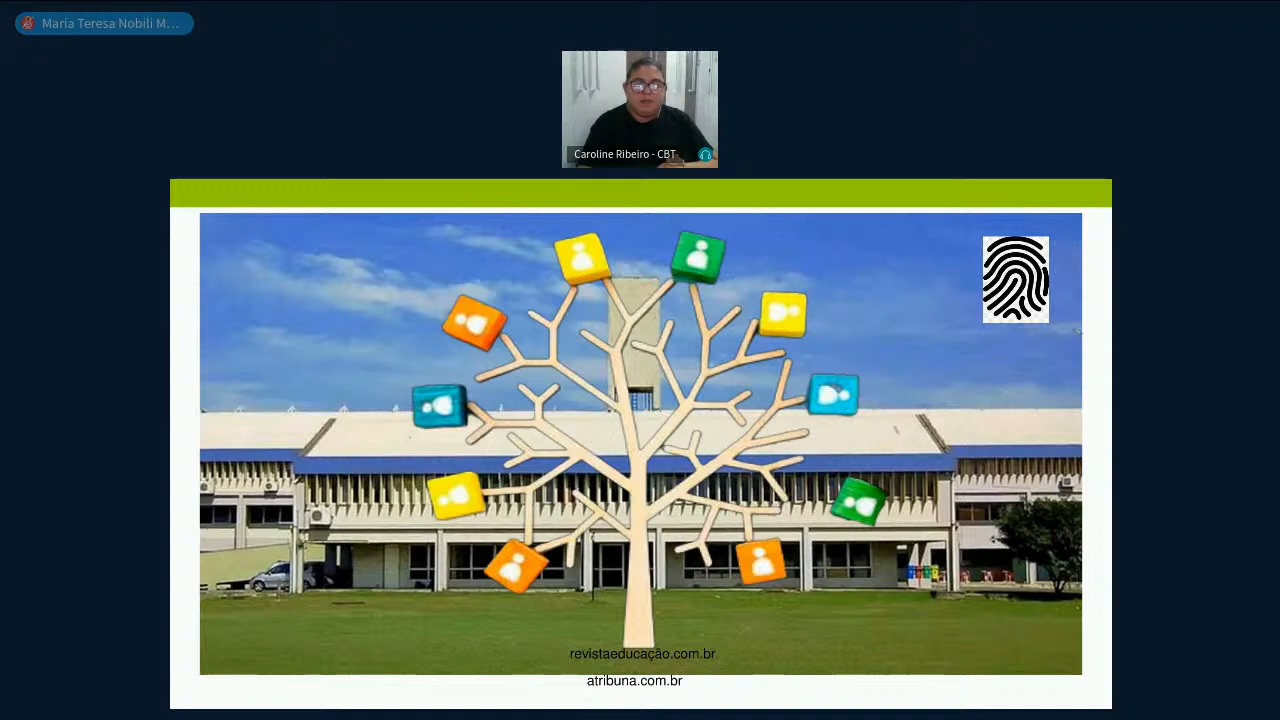 Maria Teresa Nobili M...
Caroline Ribeiro - CBT
revistaeducação.com.br
atribuna.com.br